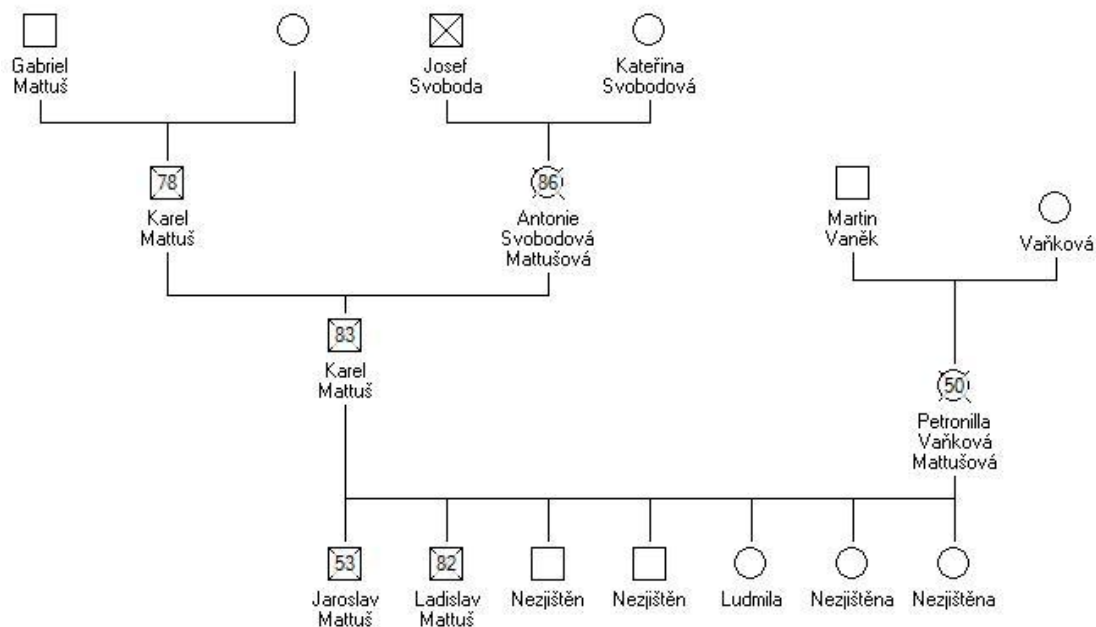 Gabriel
Mattuš
Josef
Svoboda
Kateřina
Svobodová
78
Karel
Mattuš
86
Antonie
Svobodová
Mattušová
Martin
Vaněk
Vaňková
83
Karel
Mattuš
50
Petronilla
Vaňková
Mattušová
53
Jaroslav
Mattuš
82
Ladislav
Mattuš
Nezjištěn
Nezjištěn
Ludmila
Nezjištěna
Nezjištěna